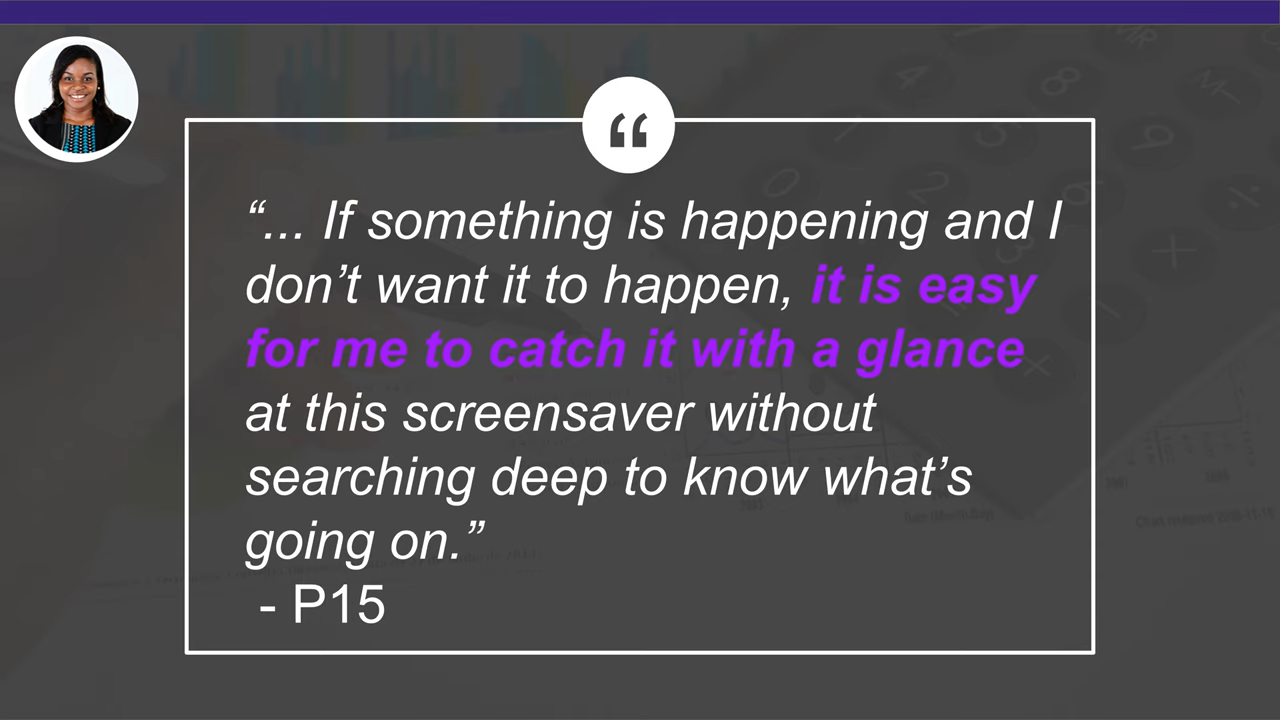 “
“... If something is happening and I
don’t want it to happen, it is easy
for me to catch it with a glance
at this screensaver without
searching deep to know what’s
going on.”
- P15